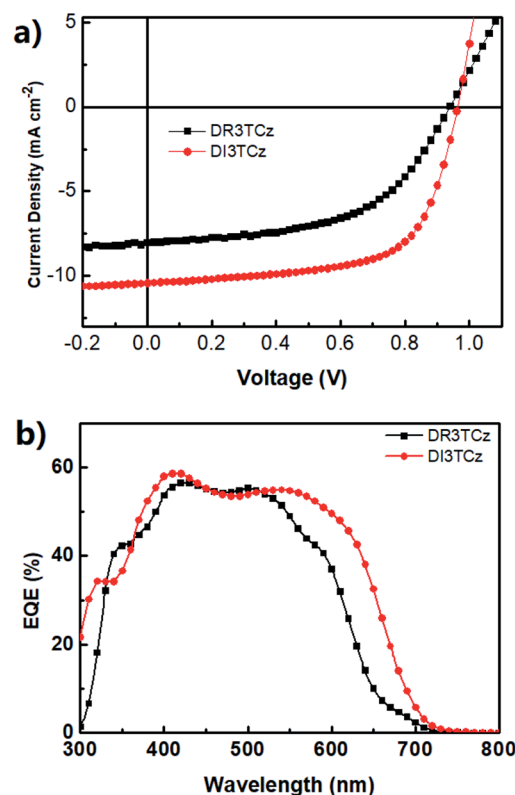 a)
5
0
-5
-10
Current Density (mA cm⁻²)
DR3TCz
DI3TCz
-0.2 0.0 0.2 0.4 0.6 0.8 1.0
Voltage (V)
b)
60
40
20
0
EQE (%)
DR3TCz
DI3TCz
300 400 500 600 700 800
Wavelength (nm)